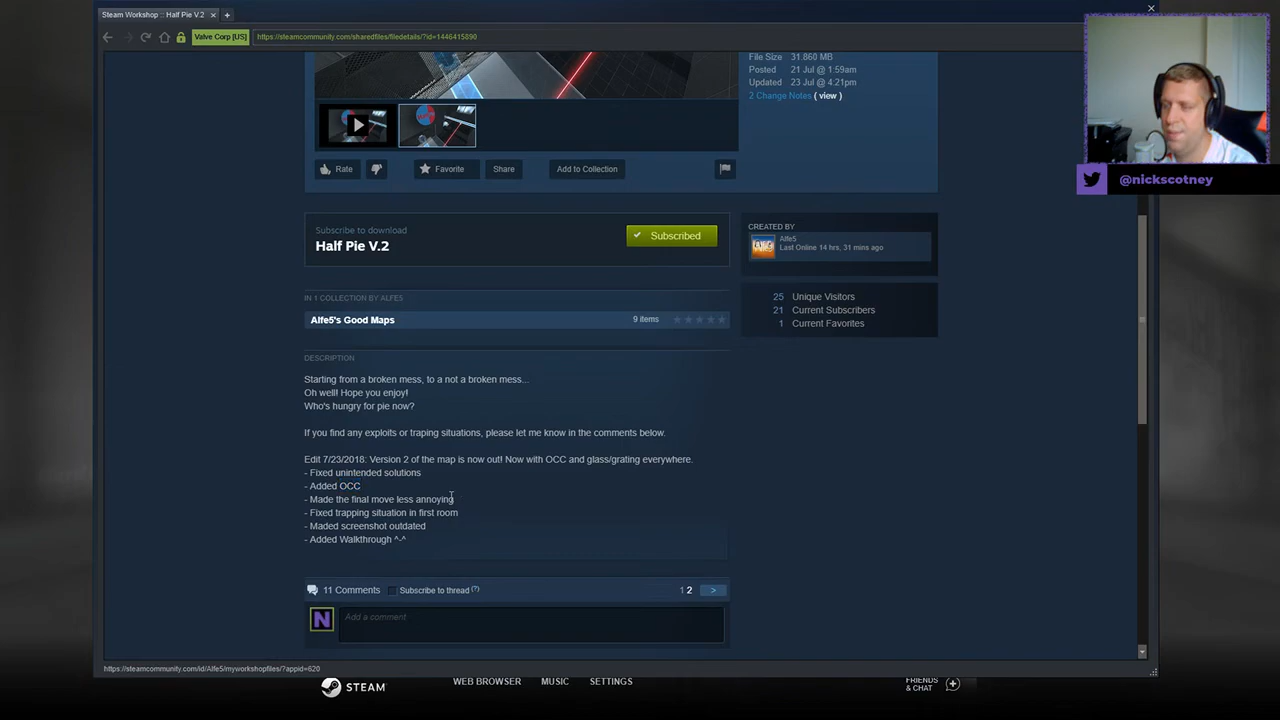 Steam Workshop :: Half Pie V.2
Valve Corp [US]
https://steamcommunity.com/sharedfiles/filedetails/?id=1446415890
File Size 31.860 MB
Posted 21 Jul @ 1:59am
Updated 23 Jul @ 4:21pm
2 Change Notes ( view )
Rate
Favorite
Share
Add to Collection
@nickscotney
Subscribe to download
Half Pie V.2
Subscribed
CREATED BY
Alfe5
Last Online 14 hrs, 31 mins ago
25 Unique Visitors
21 Current Subscribers
1 Current Favorites
IN 1 COLLECTION BY ALFE5
Alfe5's Good Maps
9 items
DESCRIPTION
Starting from a broken mess, to a not a broken mess...
Oh well! Hope you enjoy!
Who's hungry for pie now?
If you find any exploits or traping situations, please let me know in the comments below.
Edit 7/23/2018: Version 2 of the map is now out! Now with OCC and glass/grating everywhere.
- Fixed unintended solutions
- Added OCC
- Made the final move less annoying
- Fixed trapping situation in first room
- Maded screenshot outdated
- Added Walkthrough ^-^
11 Comments
Subscribe to thread (?)
1 2 >
N
Add a comment
https://steamcommunity.com/id/Alfe5/myworkshopfiles/?appid=620
STEAM
WEB BROWSER
MUSIC
SETTINGS
FRIENDS
& CHAT